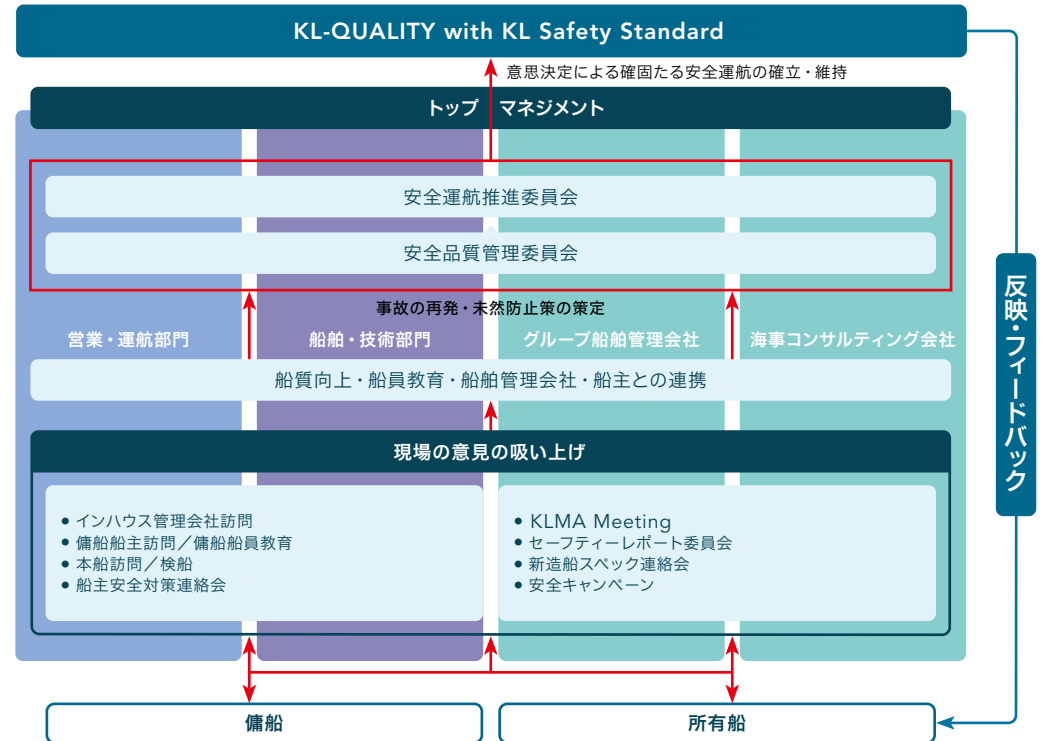 KL-QUALITY with KL Safety Standard
意思決定による確固たる安全運航の確立・維持
トップ マネジメント
安全運航推進委員会
安全品質管理委員会
事故の再発・未然防止策の策定
営業・運航部門
船舶・技術部門
グループ船舶管理会社
海事コンサルティング会社
船質向上・船員教育・船舶管理会社・船主との連携
現場の意見の吸い上げ
● インハウス管理会社訪問
● 傭船船主訪問／傭船船員教育
● 本船訪問／検船
● 船主安全対策連絡会
● KLMA Meeting
● セーフティーレポート委員会
● 新造船スペック連絡会
● 安全キャンペーン
傭船
所有船
反映・フィードバック